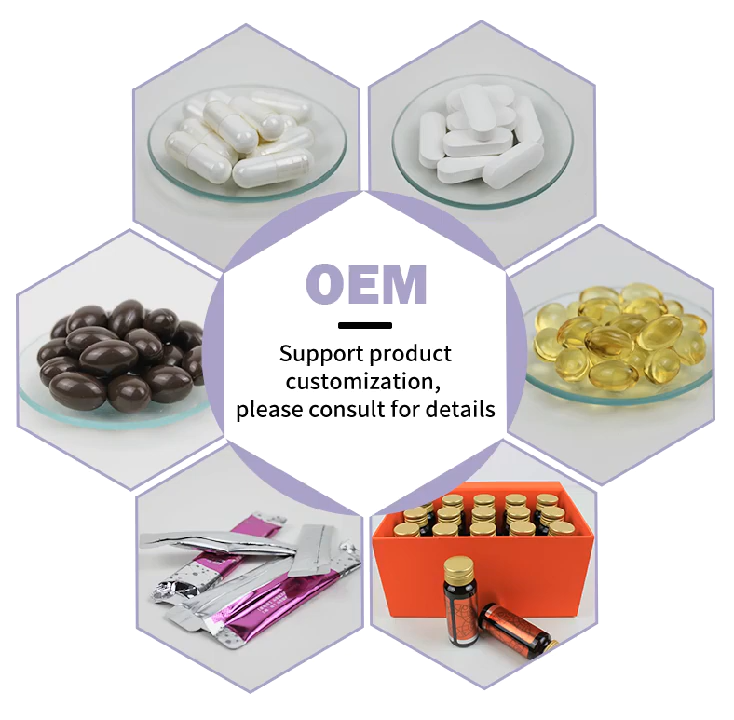 OEM
Support product
customization,
please consult for details